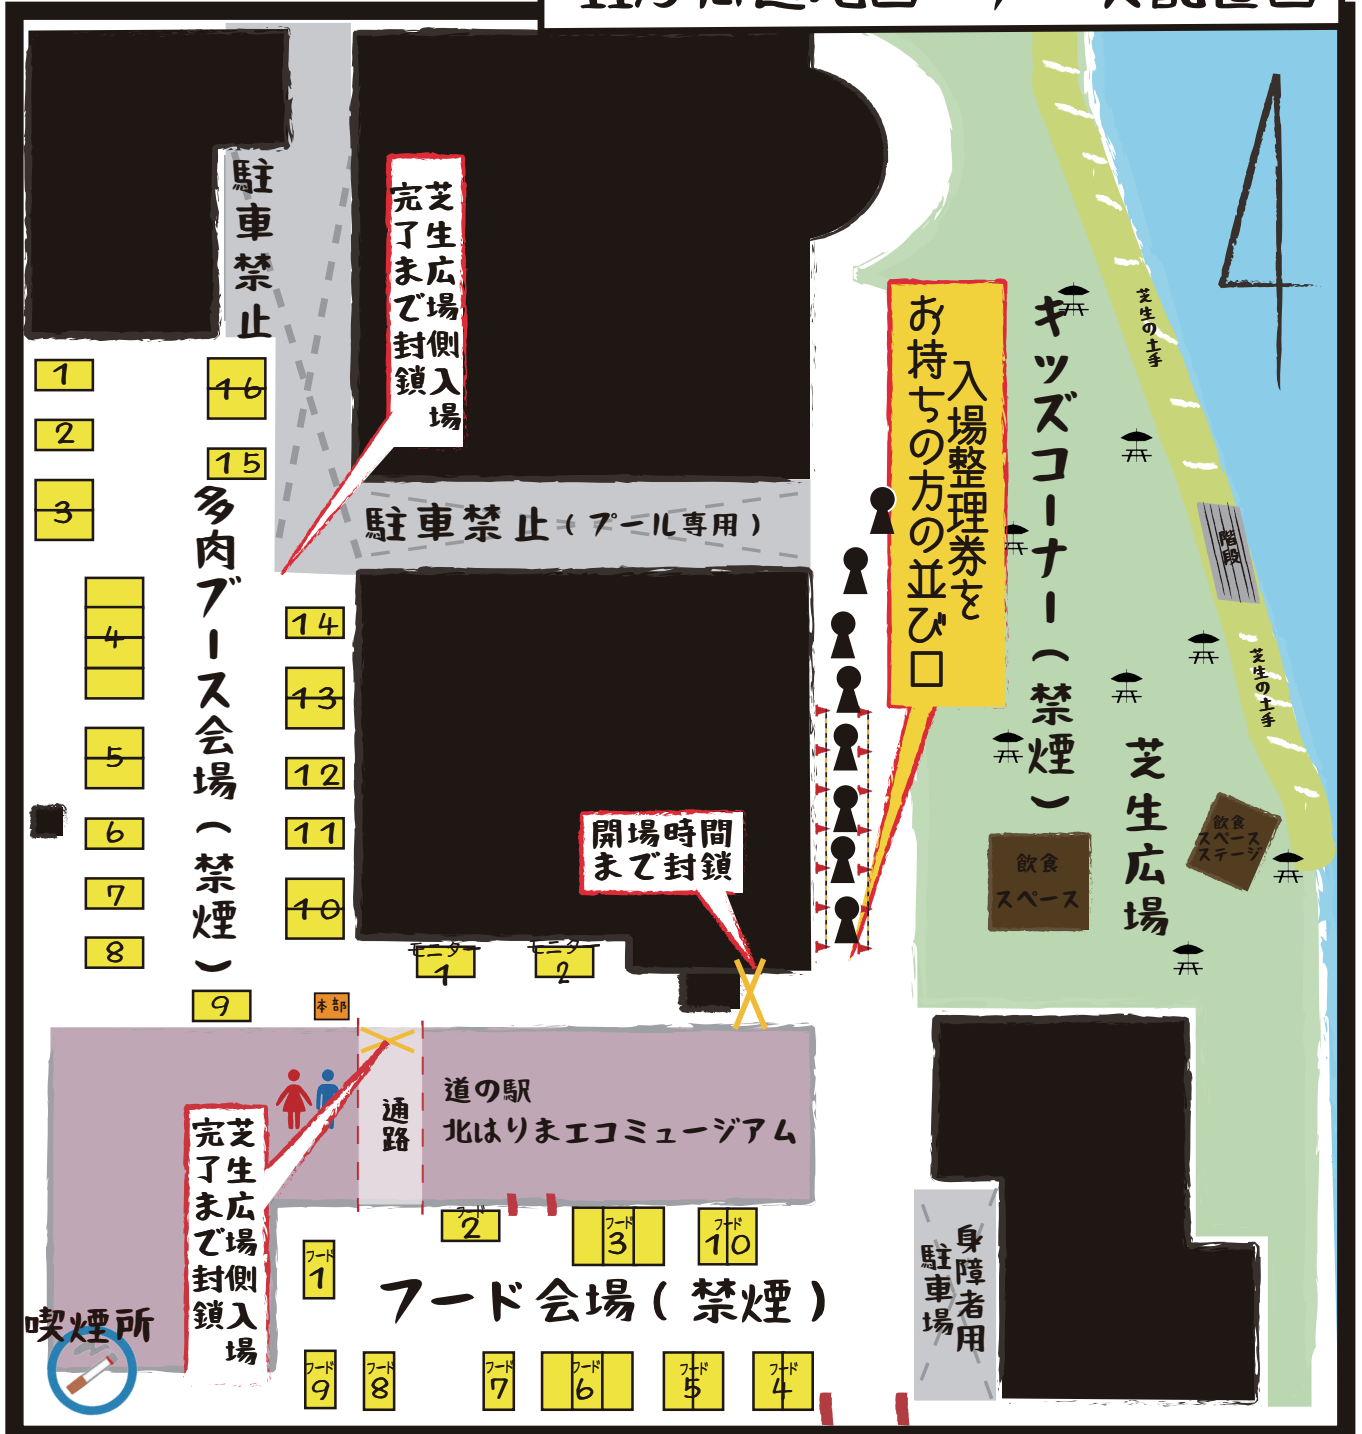 駐車禁止
芝生広場側入場
完了まで封鎖
入場整理券を
お持ちの方の並び口
キッズコーナー(禁煙)
芝生の土手
階段
芝生の土手
芝生広場
飲食
スペース
飲食
スペース
ステージ
駐車禁止(プール専用)
1
2
3
4
5
6
7
8
9
16
15
14
13
12
11
10
多肉ブース会場(禁煙)
本部
モニター
1
モニター
2
開場時間
まで封鎖
通路
道の駅
北はりまエコミュージアム
芝生広場側入場
完了まで封鎖
喫煙所
フード
1
フード
2
フード
3
フード
10
フード会場(禁煙)
フード
9
フード
8
フード
7
フード
6
フード
5
フード
4
身障者用
駐車場